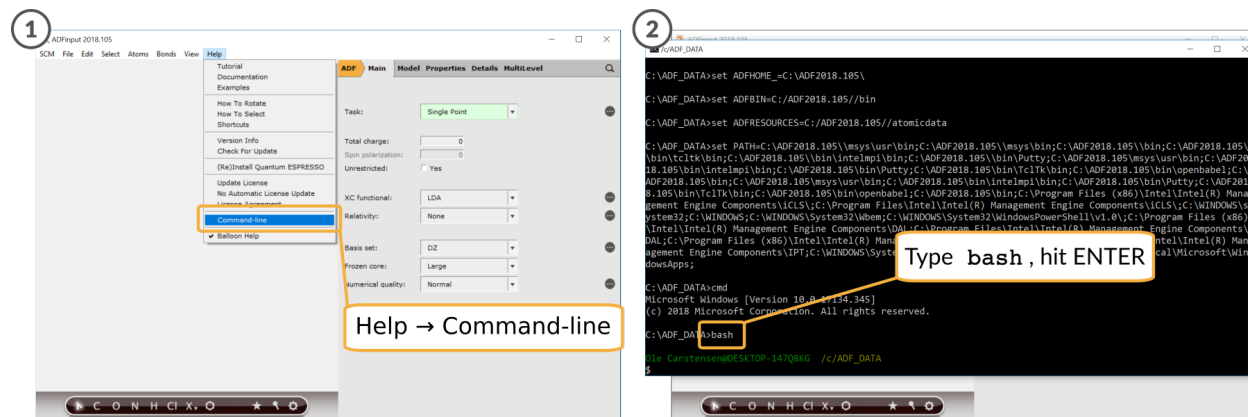 1
ADFinput 2018.105
SCM File Edit Select Atoms Bonds View Help
Tutorial
Documentation
Examples
How To Rotate
How To Select
Shortcuts
Version Info
Check For Update
(Re)Install Quantum ESPRESSO
Update License
No Automatic License Update
License Agreement
Command-line
Balloon Help
ADF Main Model Properties Details MultiLevel
Task: Single Point
Total charge: 0
Spin polarization: 0
Unrestricted: Yes
XC functional: LDA
Relativity: None
Basis set: DZ
Frozen core: Large
Numerical quality: Normal
Help → Command-line
C O N H Cl X.
2
ADFinput 2018.105
/c/ADF_DATA
C:\ADF_DATA>set ADFHOME_=C:\ADF2018.105\
C:\ADF_DATA>set ADFBIN=C:/ADF2018.105//bin
C:\ADF_DATA>set ADFRESOURCES=C:/ADF2018.105//atomicdata
C:\ADF_DATA>set PATH=C:\ADF2018.105\\msys\usr\bin;C:\ADF2018.105\\msys\bin;C:\ADF2018.105\\bin;C:\ADF2018.105\
\bin\tcltk\bin;C:\ADF2018.105\\bin\intelmpi\bin;C:\ADF2018.105\\bin\Putty;C:\ADF2018.105\msys\usr\bin;C:\ADF20
18.105\bin\intelmpi\bin;C:\ADF2018.105\bin\Putty;C:\ADF2018.105\bin\TclTk\bin;C:\ADF2018.105\bin\openbabel;C:\
ADF2018.105\bin;C:\ADF2018.105\msys\usr\bin;C:\ADF2018.105\bin\intelmpi\bin;C:\ADF2018.105\bin\Putty;C:\ADF201
8.105\bin\TclTk\bin;C:\ADF2018.105\bin\openbabel;C:\ADF2018.105\bin;C:\Program Files (x86)\Intel\Intel(R) Mana
gement Engine Components\iCLS\;C:\Program Files\Intel\Intel(R) Management Engine Components\iCLS\;C:\WINDOWS\s
ystem32;C:\WINDOWS;C:\WINDOWS\System32\Wbem;C:\WINDOWS\System32\WindowsPowerShell\v1.0\;C:\Program Files (x86)
\Intel\Intel(R) Management Engine Components\DAL;C:\Program Files\Intel\Intel(R) Management Engine Components\
DAL;C:\Program Files (x86)\Intel\Intel(R) Mana ntel\Intel(R) Man
agement Engine Components\IPT;C:\WINDOWS\Syste cal\Microsoft\Win
dowsApps;
Type bash , hit ENTER
C:\ADF_DATA>cmd
Microsoft Windows [Version 10.0.17134.345]
(c) 2018 Microsoft Corporation. All rights reserved.
C:\ADF_DATA>bash
Ole Carstensen@DESKTOP-147Q8KG /c/ADF_DATA
$
C O N H Cl X.